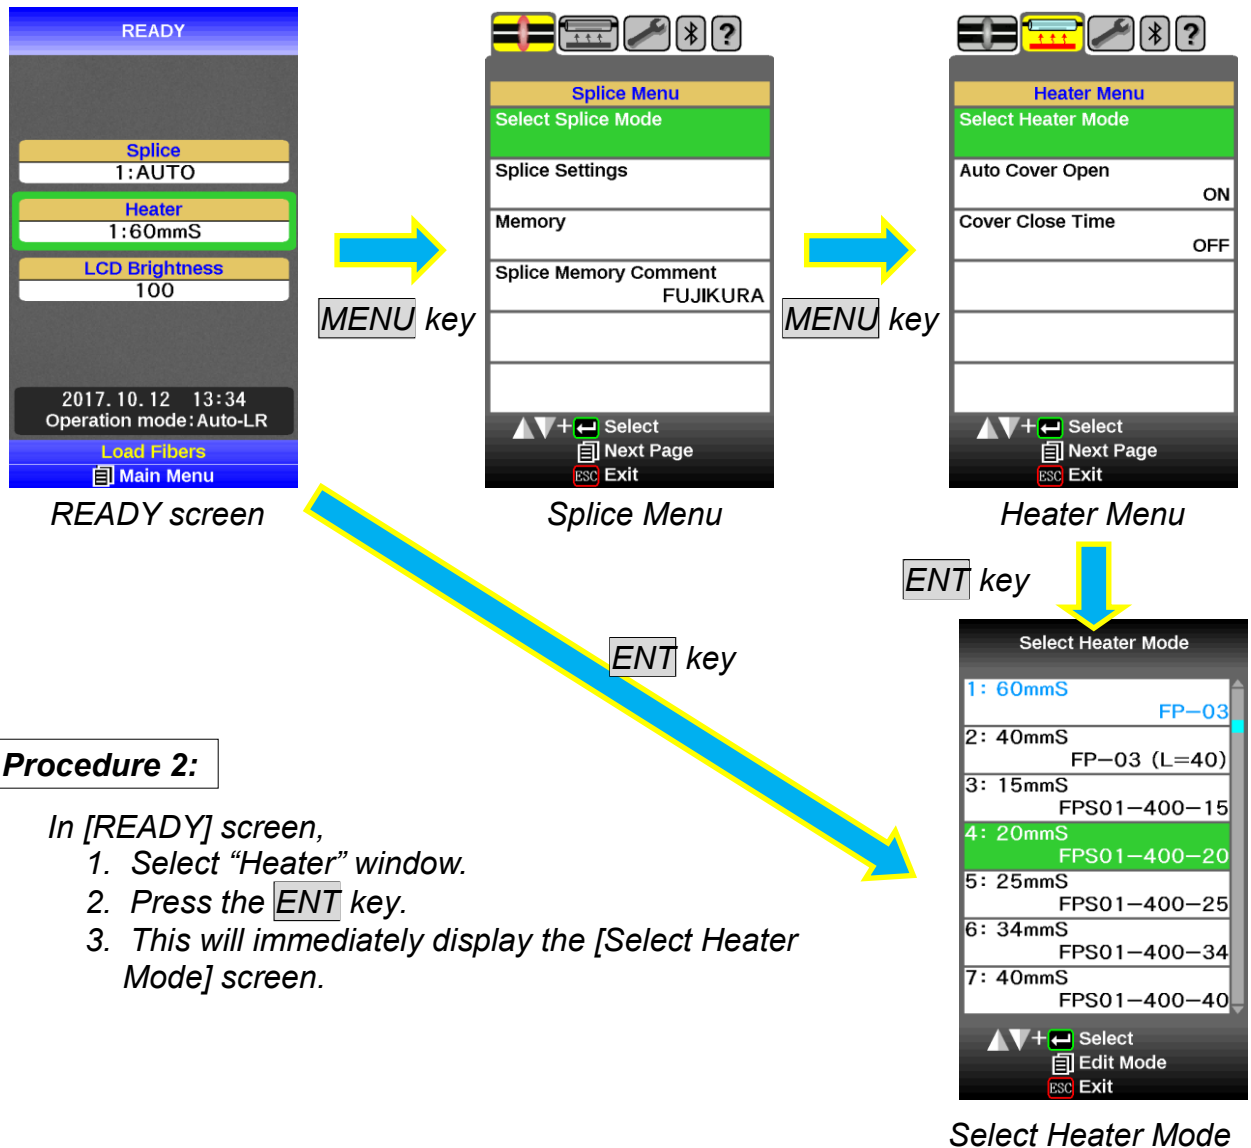 READY
Splice
1:AUTO
Heater
1:60mmS
LCD Brightness
100
2017.10.12 13:34
Operation mode:Auto-LR
Load Fibers
Main Menu
READY screen
MENU key
?
Splice Menu
Select Splice Mode
Splice Settings
Memory
Splice Memory Comment
FUJIKURA
+ Select
Next Page
ESC Exit
Splice Menu
MENU key
?
Heater Menu
Select Heater Mode
Auto Cover Open
ON
Cover Close Time
OFF
+ Select
Next Page
ESC Exit
Heater Menu
ENT key
ENT key
Select Heater Mode
1: 60mmS
FP-03
2: 40mmS
FP-03 (L=40)
3: 15mmS
FPS01-400-15
4: 20mmS
FPS01-400-20
5: 25mmS
FPS01-400-25
6: 34mmS
FPS01-400-34
7: 40mmS
FPS01-400-40
+ Select
Edit Mode
ESC Exit
Select Heater Mode
Procedure 2:
In [READY] screen,
1. Select “Heater” window.
2. Press the ENT key.
3. This will immediately display the [Select Heater
Mode] screen.